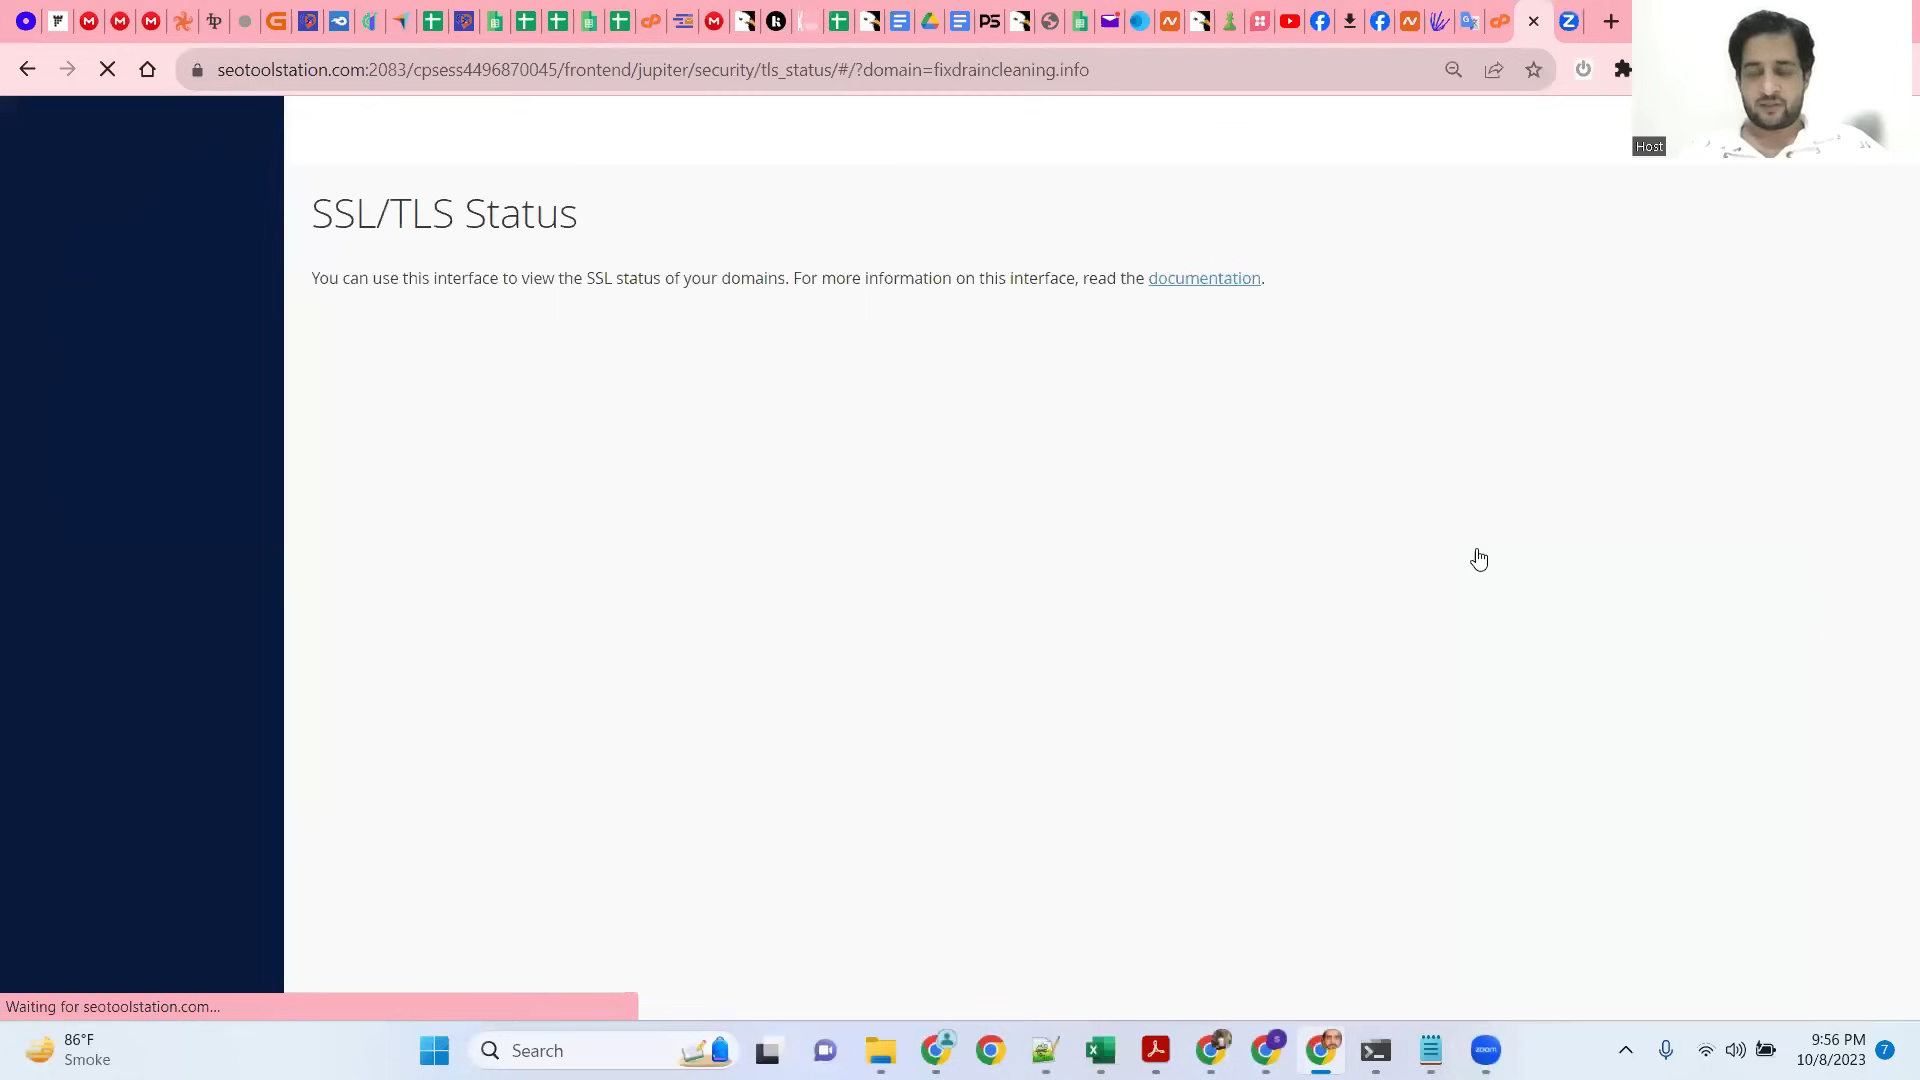 seotoolstation.com:2083/cpsess4496870045/frontend/jupiter/security/tls_status/#/?domain=fixdraincleaning.info
Host
SSL/TLS Status
You can use this interface to view the SSL status of your domains. For more information on this interface, read the documentation.
Waiting for seotoolstation.com...
86°F
Smoke
Search
zoom
9:56 PM
10/8/2023
7